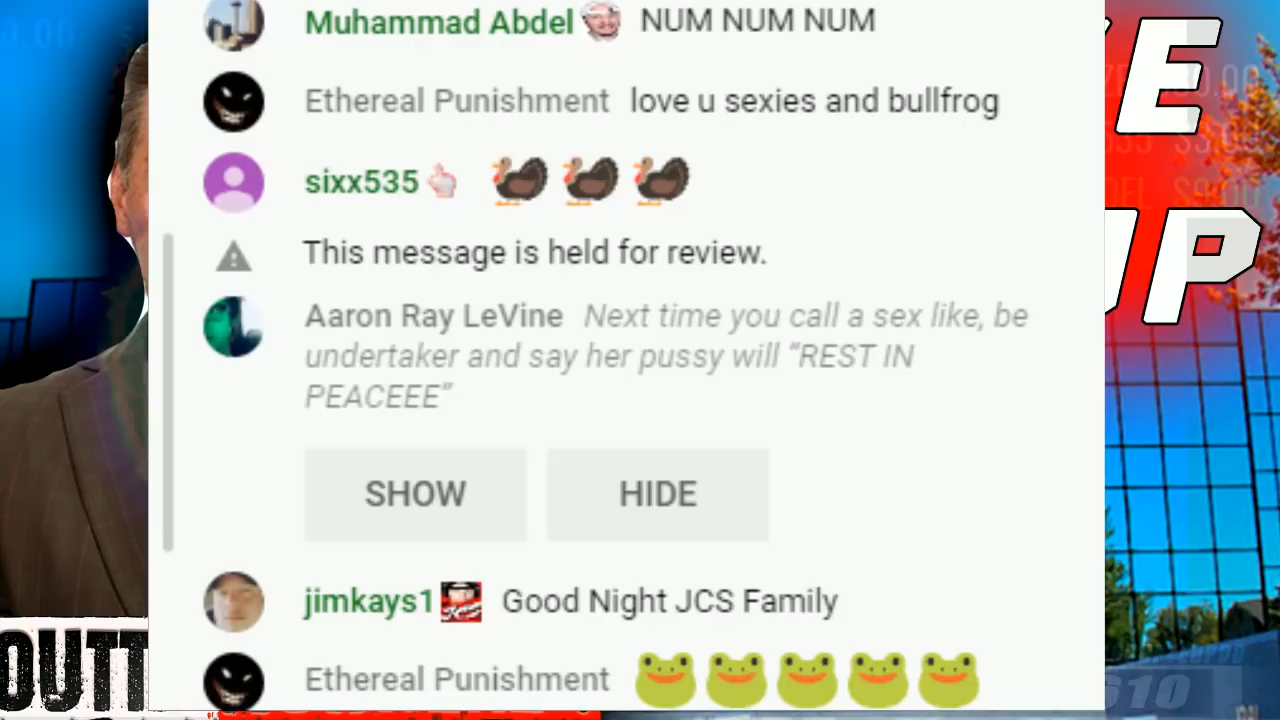 Muhammad Abdel NUM NUM NUM
Ethereal Punishment love u sexies and bullfrog
sixx535
This message is held for review.
Aaron Ray LeVine Next time you call a sex like, be
undertaker and say her pussy will “REST IN
PEACEEE”
SHOW HIDE
jimkays1 Good Night JCS Family
Ethereal Punishment
OUTT
610